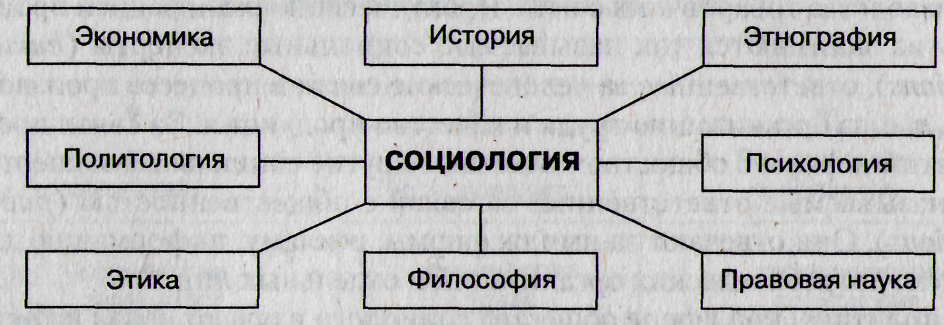 Экономика
История
Этнография
Политология
СОЦИОЛОГИЯ
Психология
Этика
Философия
Правовая наука